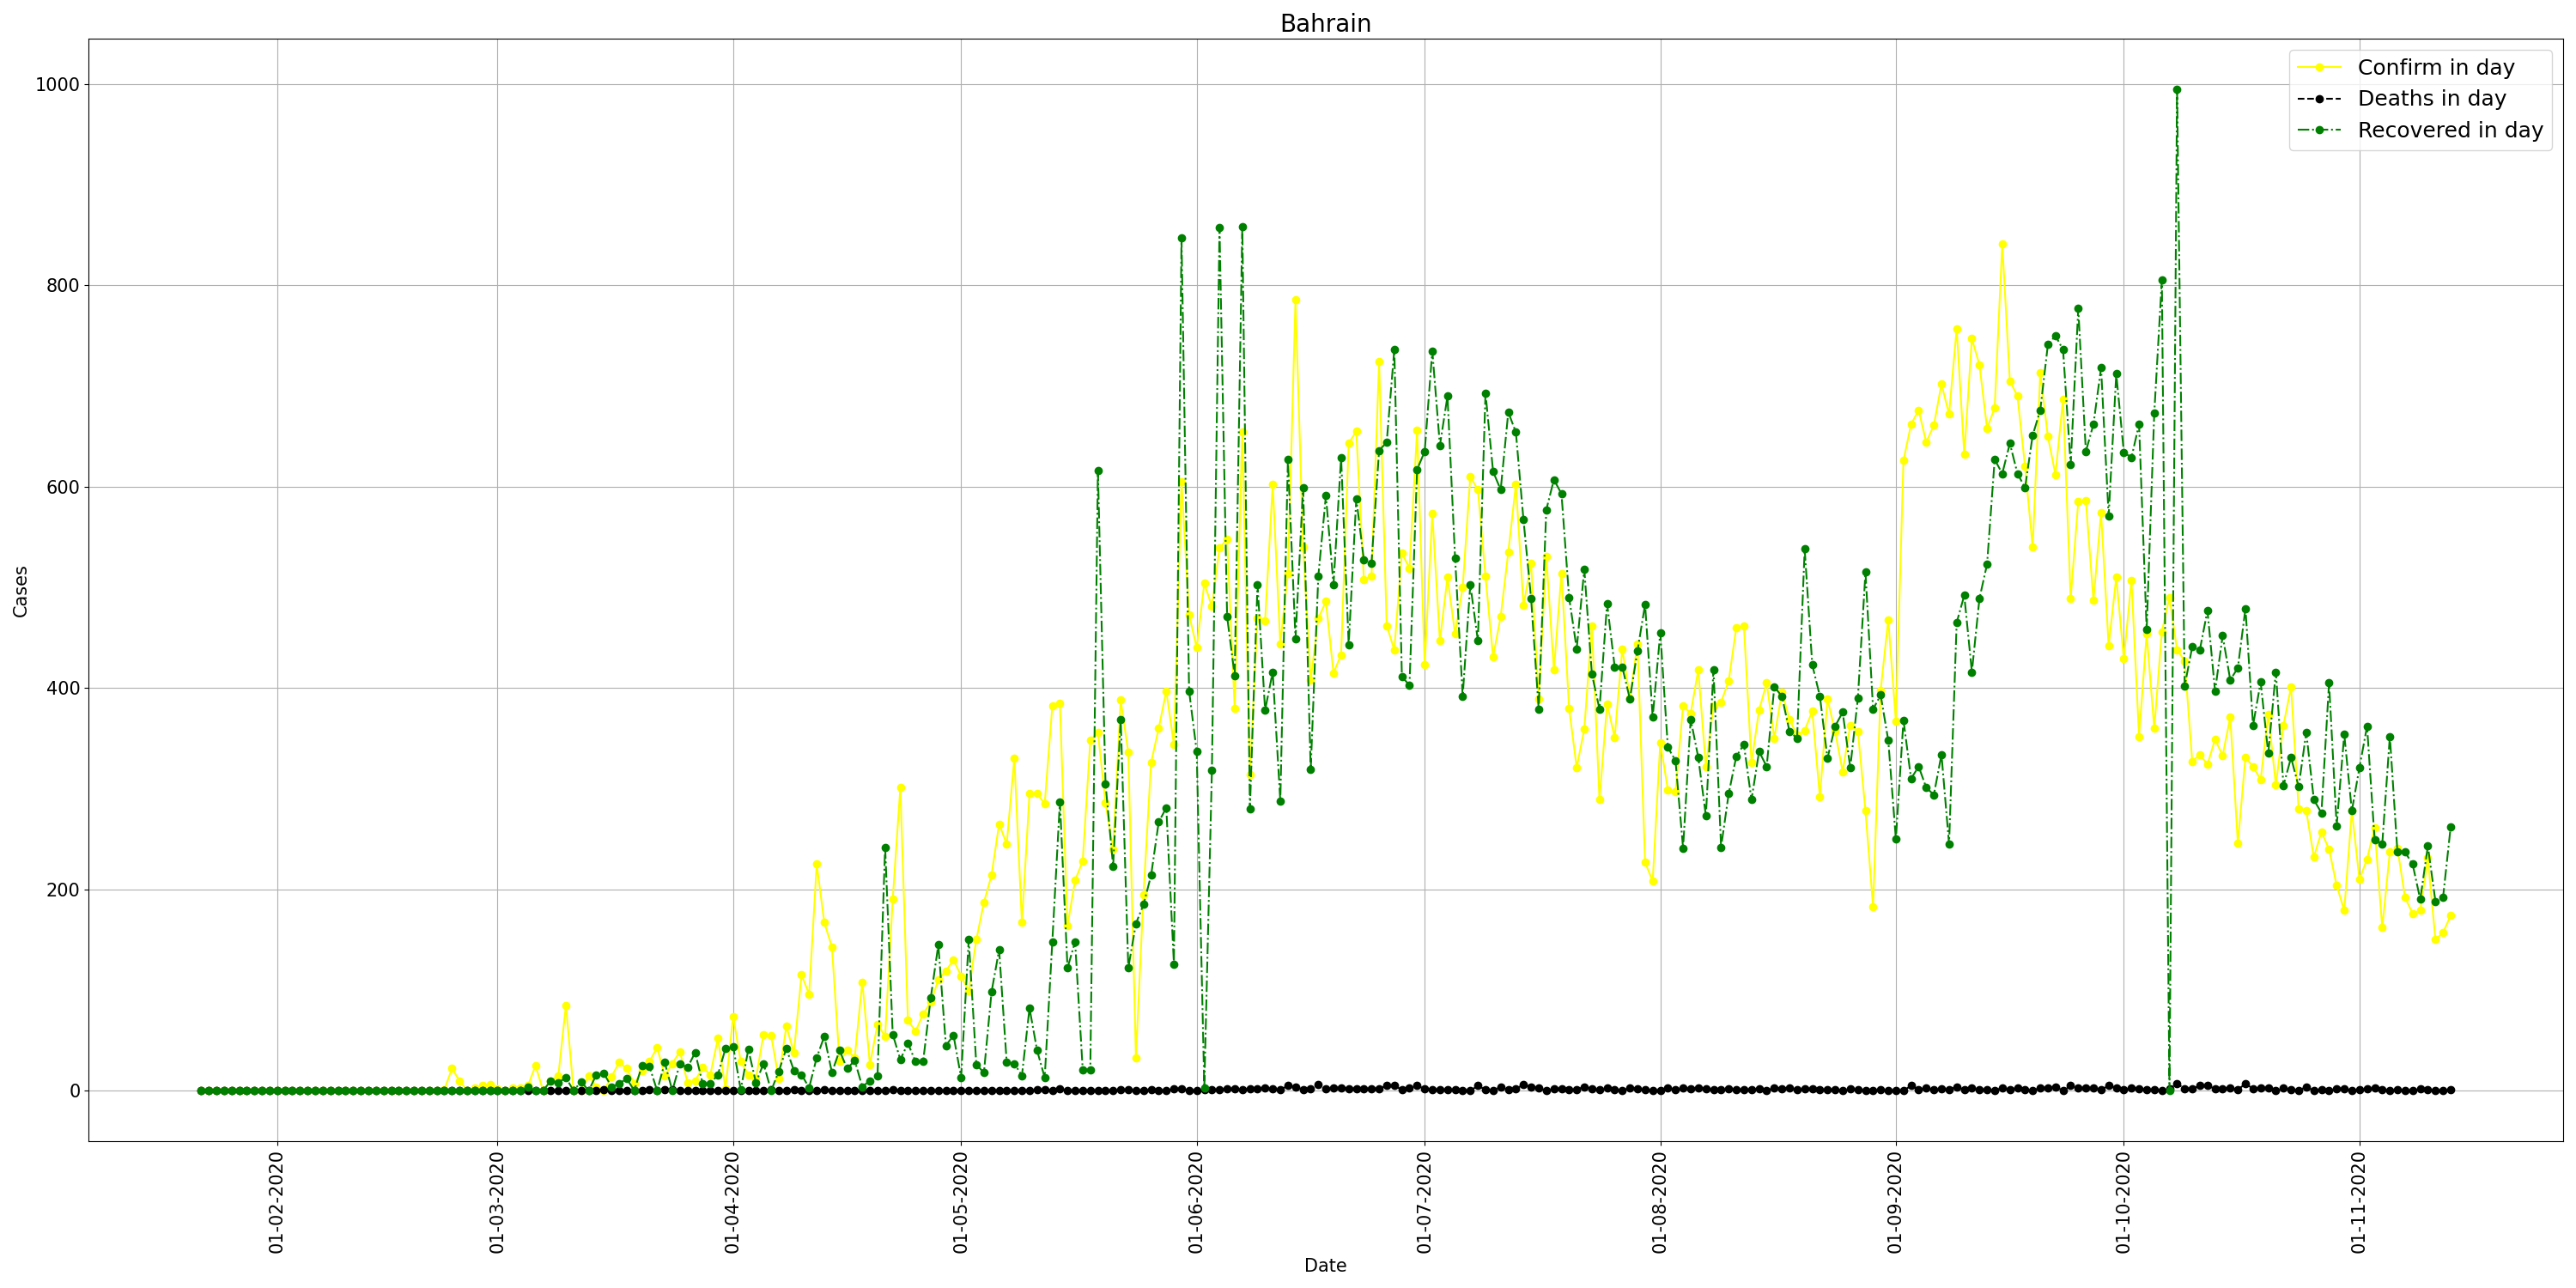 Bahrain
Confirm in day
Deaths in day
Recovered in day
1000
800
600
400
200
0
Cases
01-02-2020
01-03-2020
01-04-2020
01-05-2020
01-06-2020
01-07-2020
01-08-2020
01-09-2020
01-10-2020
01-11-2020
Date